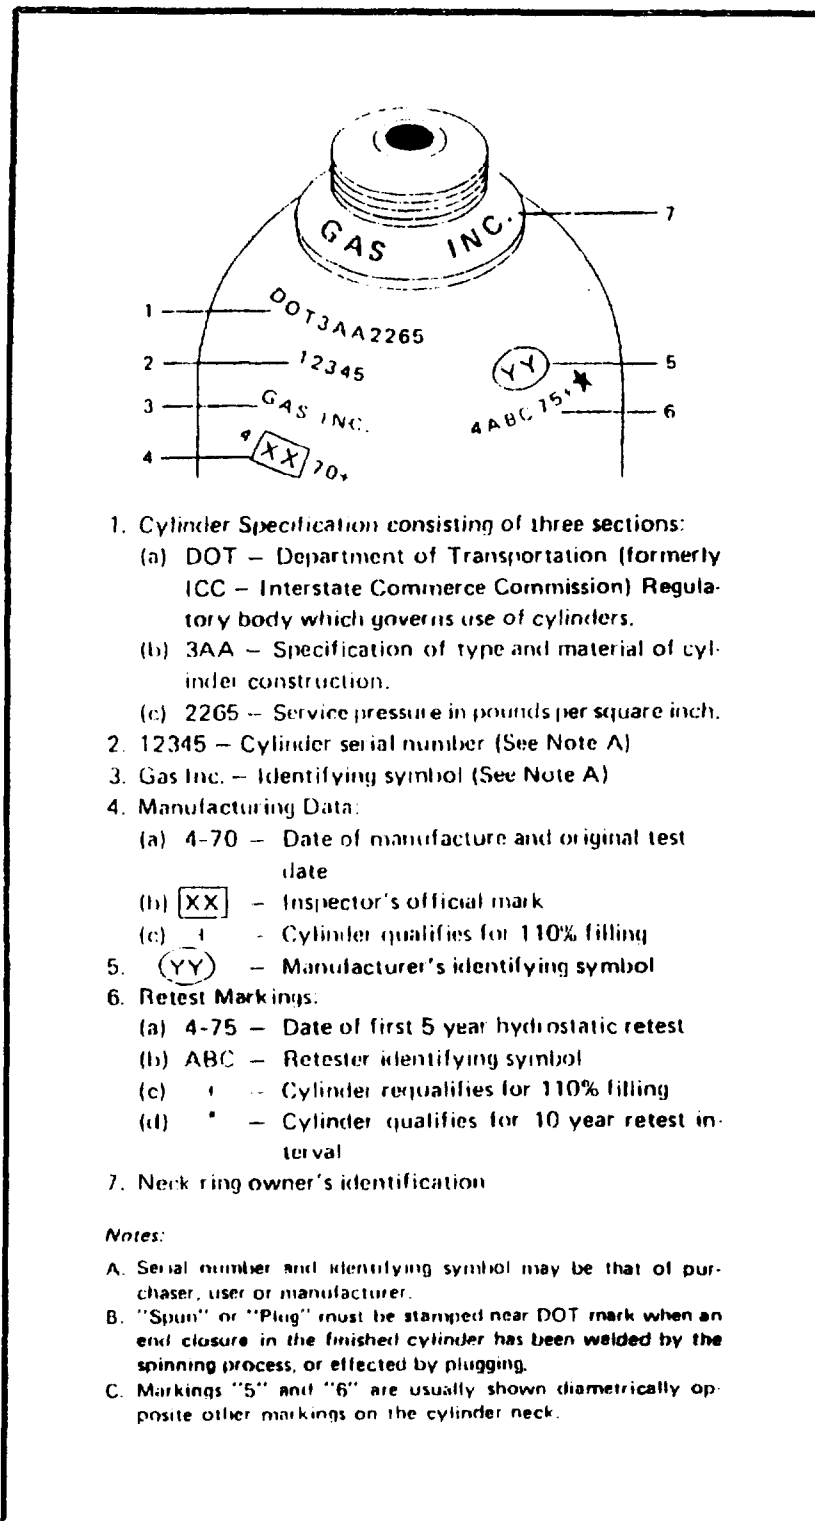 GAS INC.
7
1
DOT3AA2265
2
12345
YY
5
3
GAS INC.
4ABC 75+★
6
4
4 XX 70+
1. Cylinder Specification consisting of three sections:
(a) DOT – Department of Transportation (formerly
ICC – Interstate Commerce Commission) Regula-
tory body which governs use of cylinders.
(b) 3AA – Specification of type and material of cyl-
inder construction.
(c) 2265 – Service pressure in pounds per square inch.
2. 12345 – Cylinder serial number (See Note A)
3. Gas Inc. – Identifying symbol (See Note A)
4. Manufacturing Data:
(a) 4-70 – Date of manufacture and original test
date
(b) XX – Inspector's official mark
(c) + - Cylinder qualifies for 110% filling
5. YY – Manufacturer's identifying symbol
6. Retest Markings:
(a) 4-75 – Date of first 5 year hydrostatic retest
(b) ABC – Retester identifying symbol
(c) + – Cylinder requalifies for 110% filling
(d) * – Cylinder qualifies for 10 year retest in-
terval
7. Neck ring owner's identification
Notes:
A. Serial number and identifying symbol may be that of pur-
chaser, user or manufacturer.
B. "Spun" or "Plug" must be stamped near DOT mark when an
end closure in the finished cylinder has been welded by the
spinning process, or effected by plugging.
C. Markings "5" and "6" are usually shown diametrically op-
posite other markings on the cylinder neck.